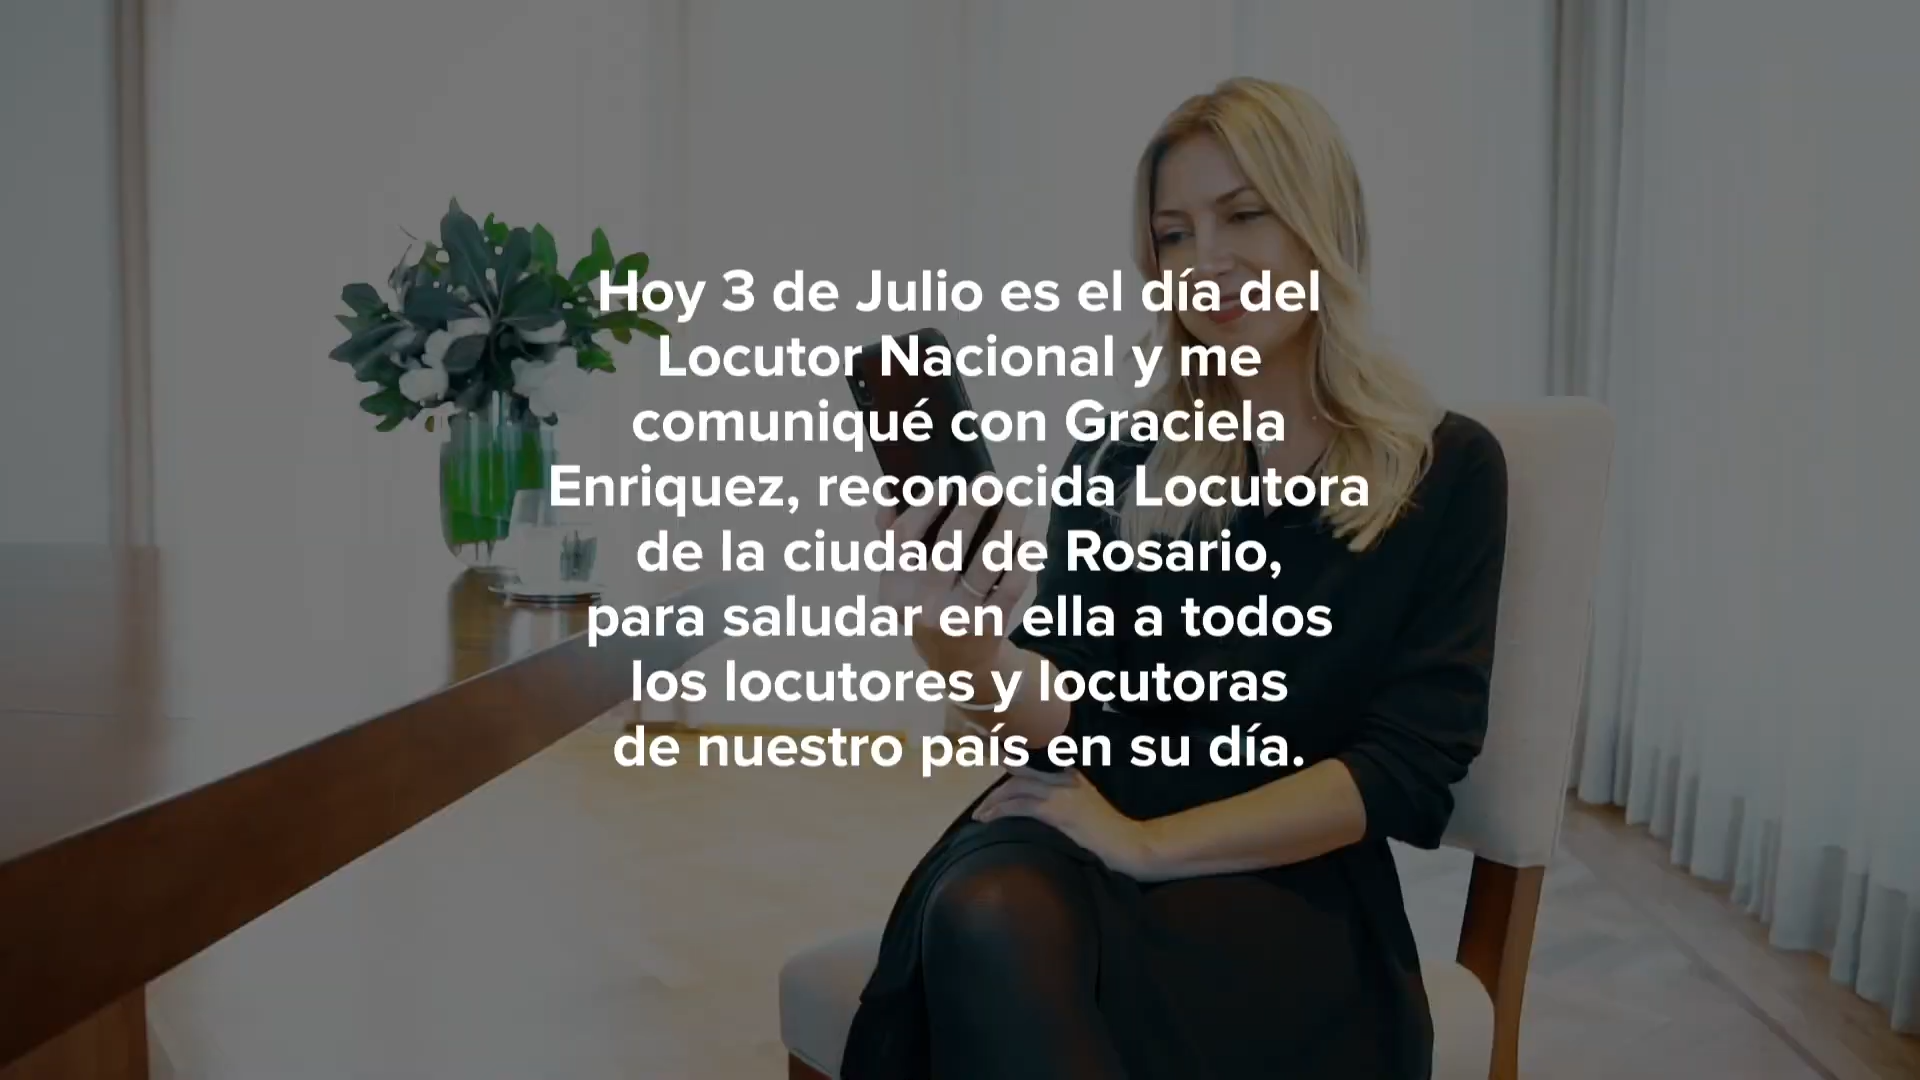 Hoy 3 de Julio es el día del
Locutor Nacional y me
comuniqué con Graciela
Enriquez, reconocida Locutora
de la ciudad de Rosario,
para saludar en ella a todos
los locutores y locutoras
de nuestro país en su día.